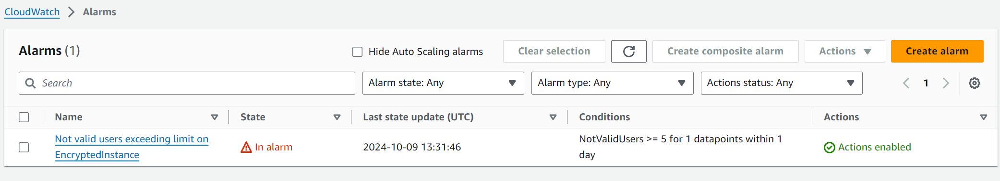 CloudWatch Alarms
Alarms (1)
Hide Auto Scaling alarms
Clear selection
Create composite alarm
Actions
Create alarm
Search
Alarm state: Any
Alarm type: Any
Actions status: Any
1
Name State Last state update (UTC) Conditions Actions
Not valid users exceeding limit on
EncryptedInstance
In alarm
2024-10-09 13:31:46
NotValidUsers >= 5 for 1 datapoints within 1
day
Actions enabled